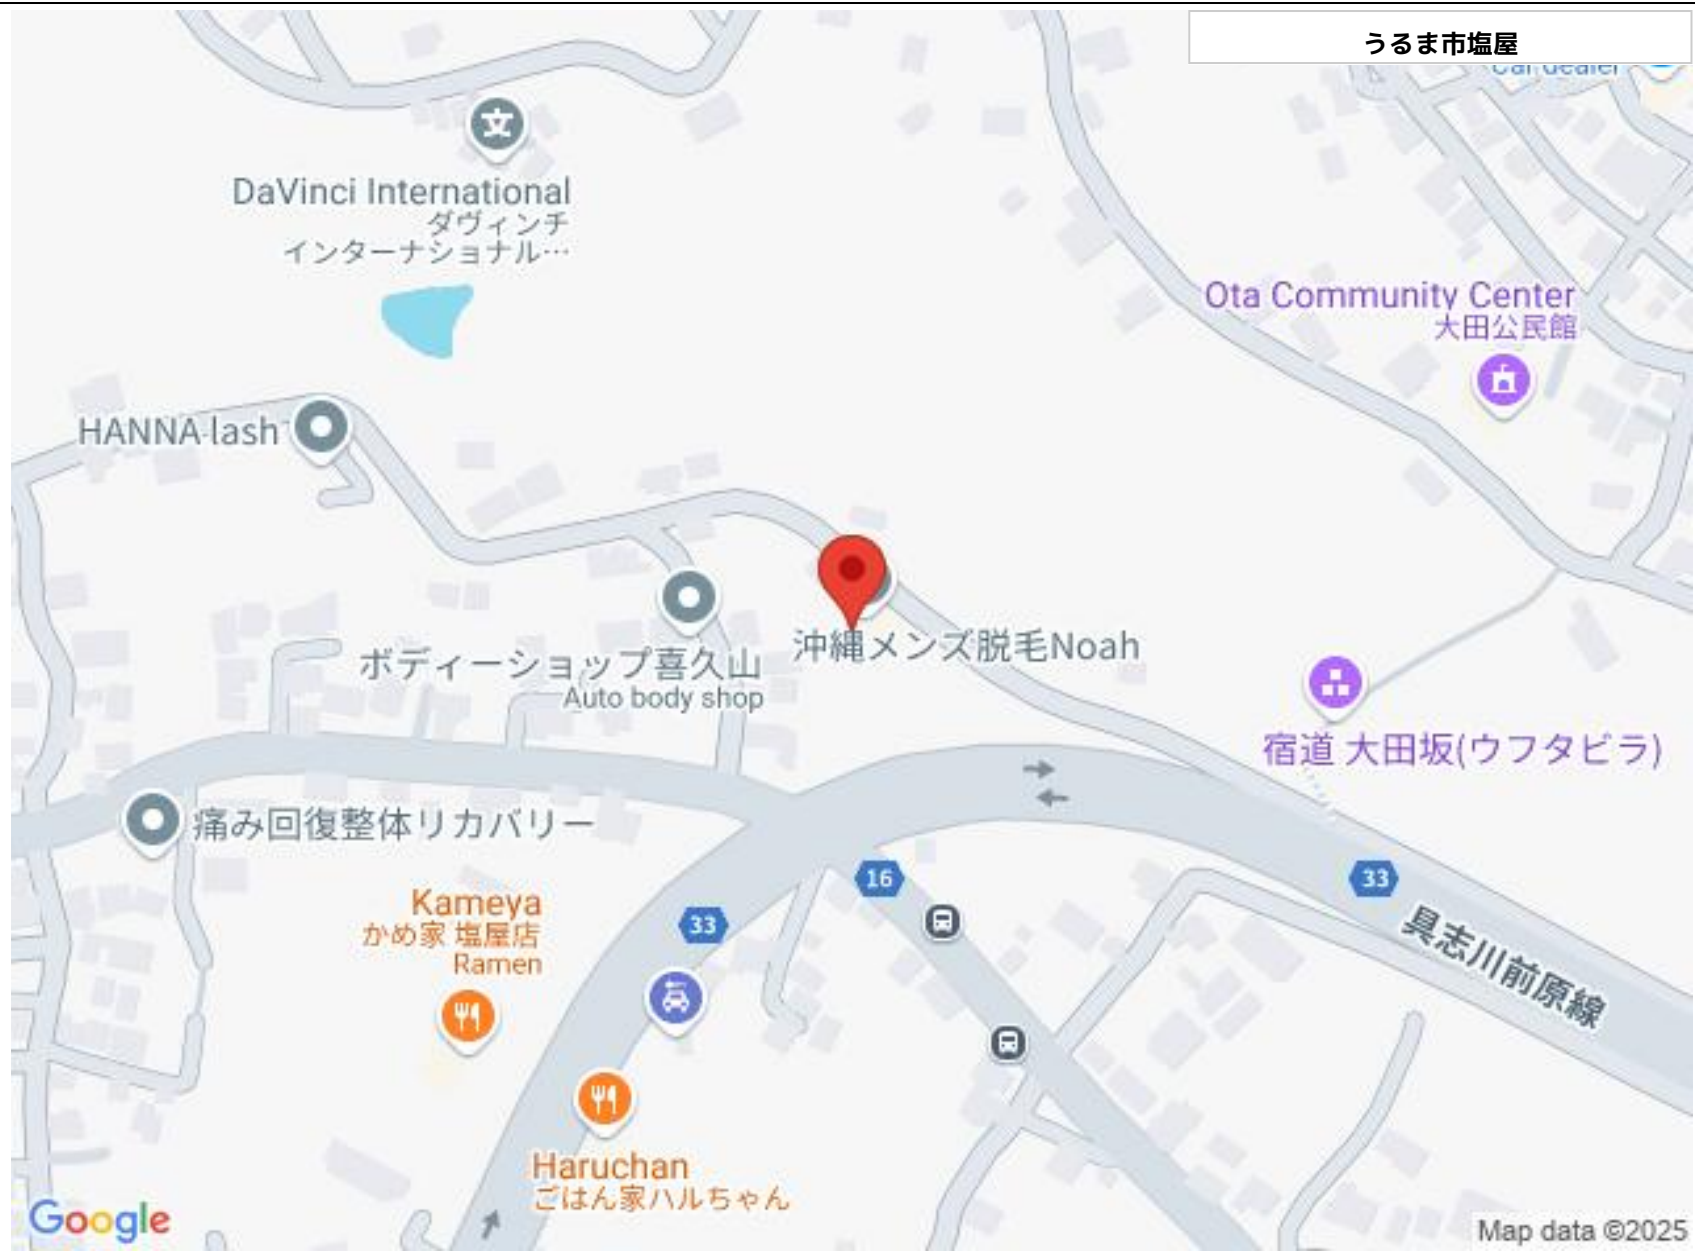 うるま市塩屋
Car dealer
文
DaVinci International
ダヴィンチ
インターナショナル…
Ota Community Center
大田公民館
HANNA lash
沖縄メンズ脱毛Noah
ボディーショップ喜久山
Auto body shop
宿道 大田坂(ウフタビラ)
痛み回復整体リカバリー
16
33
33
Kameya
かめ家 塩屋店
Ramen
具志川前原線
Haruchan
ごはん家ハルちゃん
Google
Map data ©2025